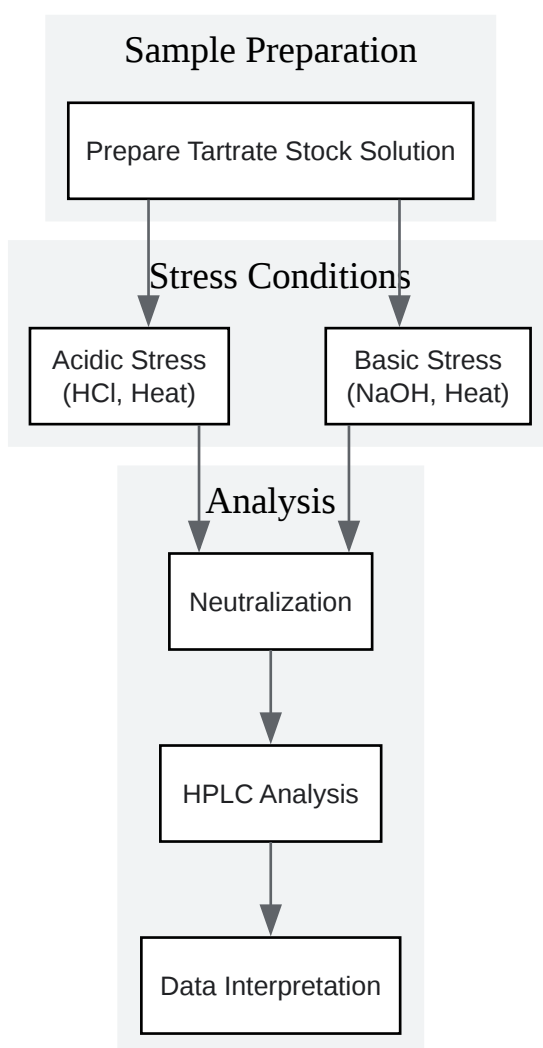 Sample Preparation
Prepare Tartrate Stock Solution
Stress Conditions
Acidic Stress
(HCl, Heat)
Basic Stress
(NaOH, Heat)
Analysis
Neutralization
HPLC Analysis
Data Interpretation